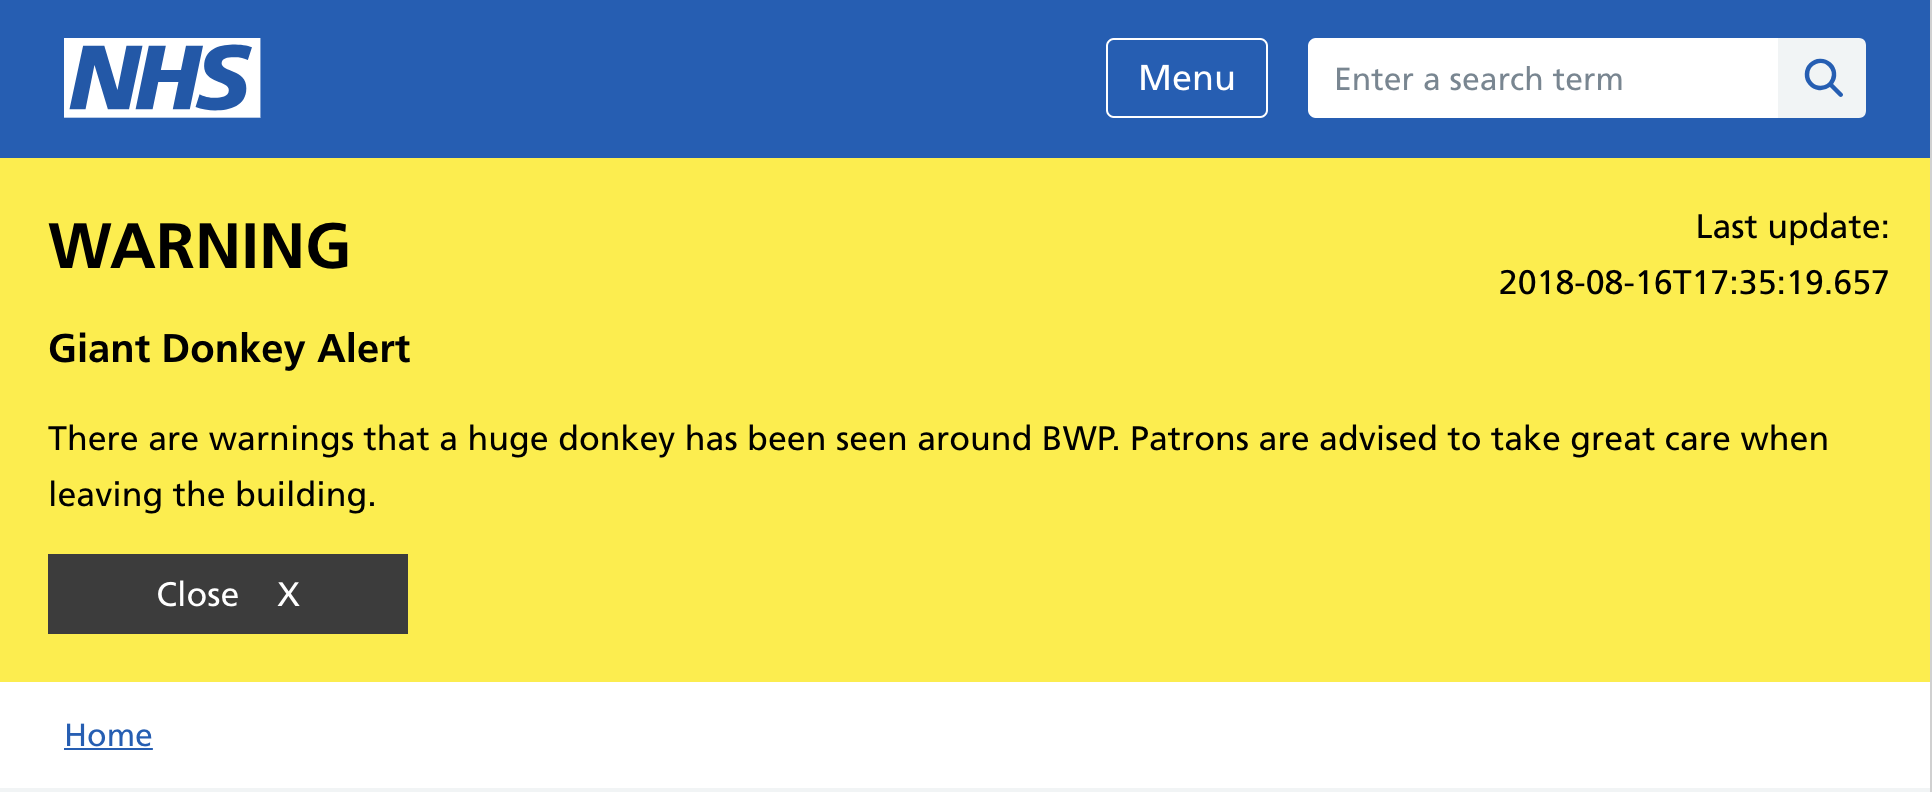 NHS
Menu
Enter a search term
WARNING
Last update:
2018-08-16T17:35:19.657
Giant Donkey Alert
There are warnings that a huge donkey has been seen around BWP. Patrons are advised to take great care when
leaving the building.
Close X
Home